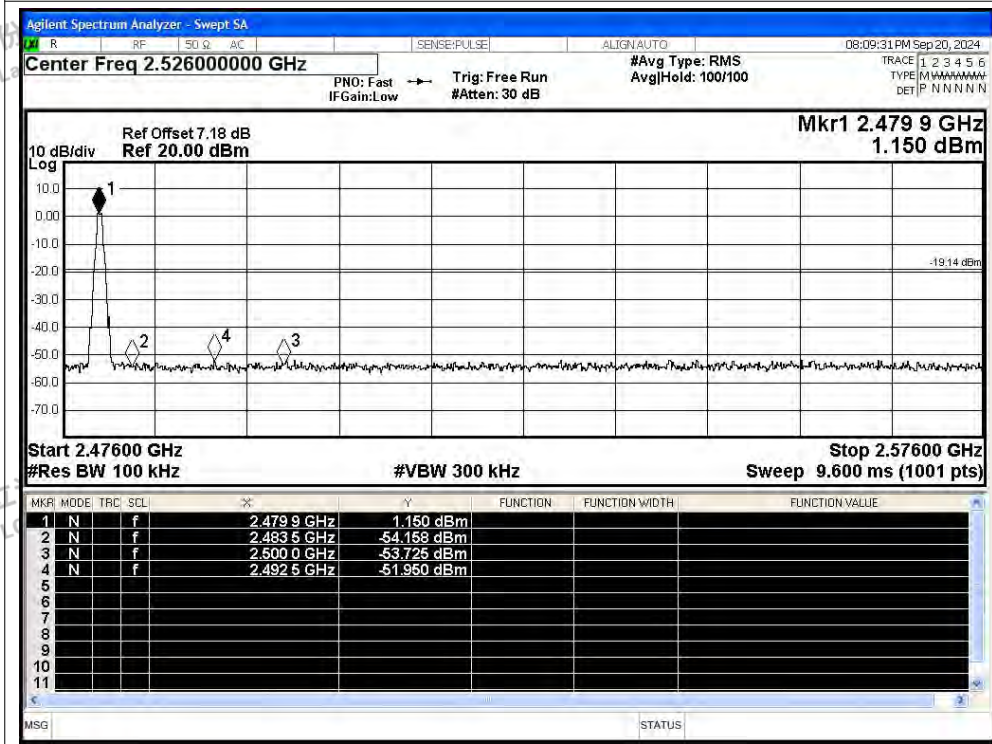 Agilent Spectrum Analyzer - Swept SA
R RF 50 Ω AC SENSE:PULSE ALIGN AUTO 08:09:31 PM Sep 20, 2024
Center Freq 2.526000000 GHz
PNO: Fast
IFGain:Low
Trig: Free Run
#Atten: 30 dB
#Avg Type: RMS
Avg|Hold: 100/100
TRACE 1 2 3 4 5 6
TYPE M
DET P N N N N N
Mkr1 2.479 9 GHz
1.150 dBm
10 dB/div
Log
Ref Offset 7.18 dB
Ref 20.00 dBm
10.0
0.00
-10.0
-20.0
-30.0
-40.0
-50.0
-60.0
-70.0
1
2
4
3
-19.14 dBm
Start 2.47600 GHz Stop 2.57600 GHz
#Res BW 100 kHz #VBW 300 kHz Sweep 9.600 ms (1001 pts)
MKR MODE TRC SCL X Y FUNCTION FUNCTION WIDTH FUNCTION VALUE
1 N f 2.479 9 GHz 1.150 dBm
2 N f 2.483 5 GHz -54.158 dBm
3 N f 2.500 0 GHz -53.725 dBm
4 N f 2.492 5 GHz -51.950 dBm
5
6
7
8
9
10
11
MSG STATUS